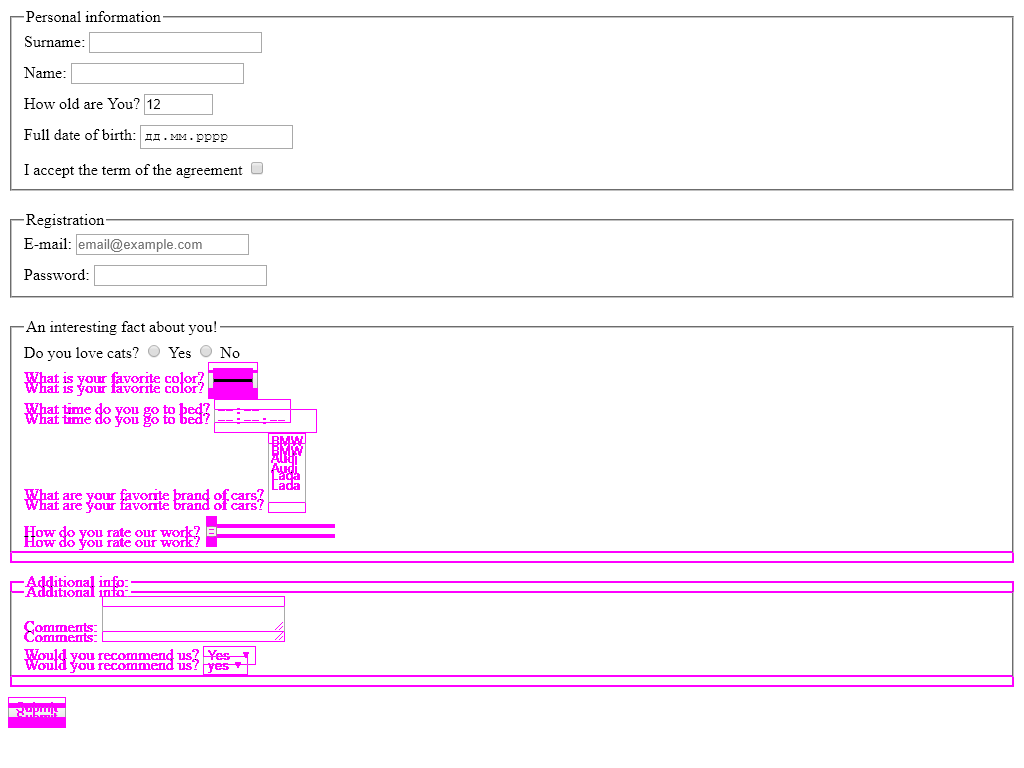 Personal information
Surname:
Name:
How old are You? 12
Full date of birth: дд.мм.рррр
I accept the term of the agreement
Registration
E-mail: email@example.com
Password:
An interesting fact about you!
Do you love cats? Yes No
What is your favorite color?
What is your favorite color?
What time do you go to bed? --:--
What time do you go to bed? --:--:--
BMW
BMW
Audi
Audi
Lada
Lada
What are your favorite brand of cars?
What are your favorite brand of cars?
How do you rate our work?
How do you rate our work?
Additional info:
Additional info:
Comments:
Comments:
Would you recommend us? Yes
Would you recommend us? yes
Submit
Submit